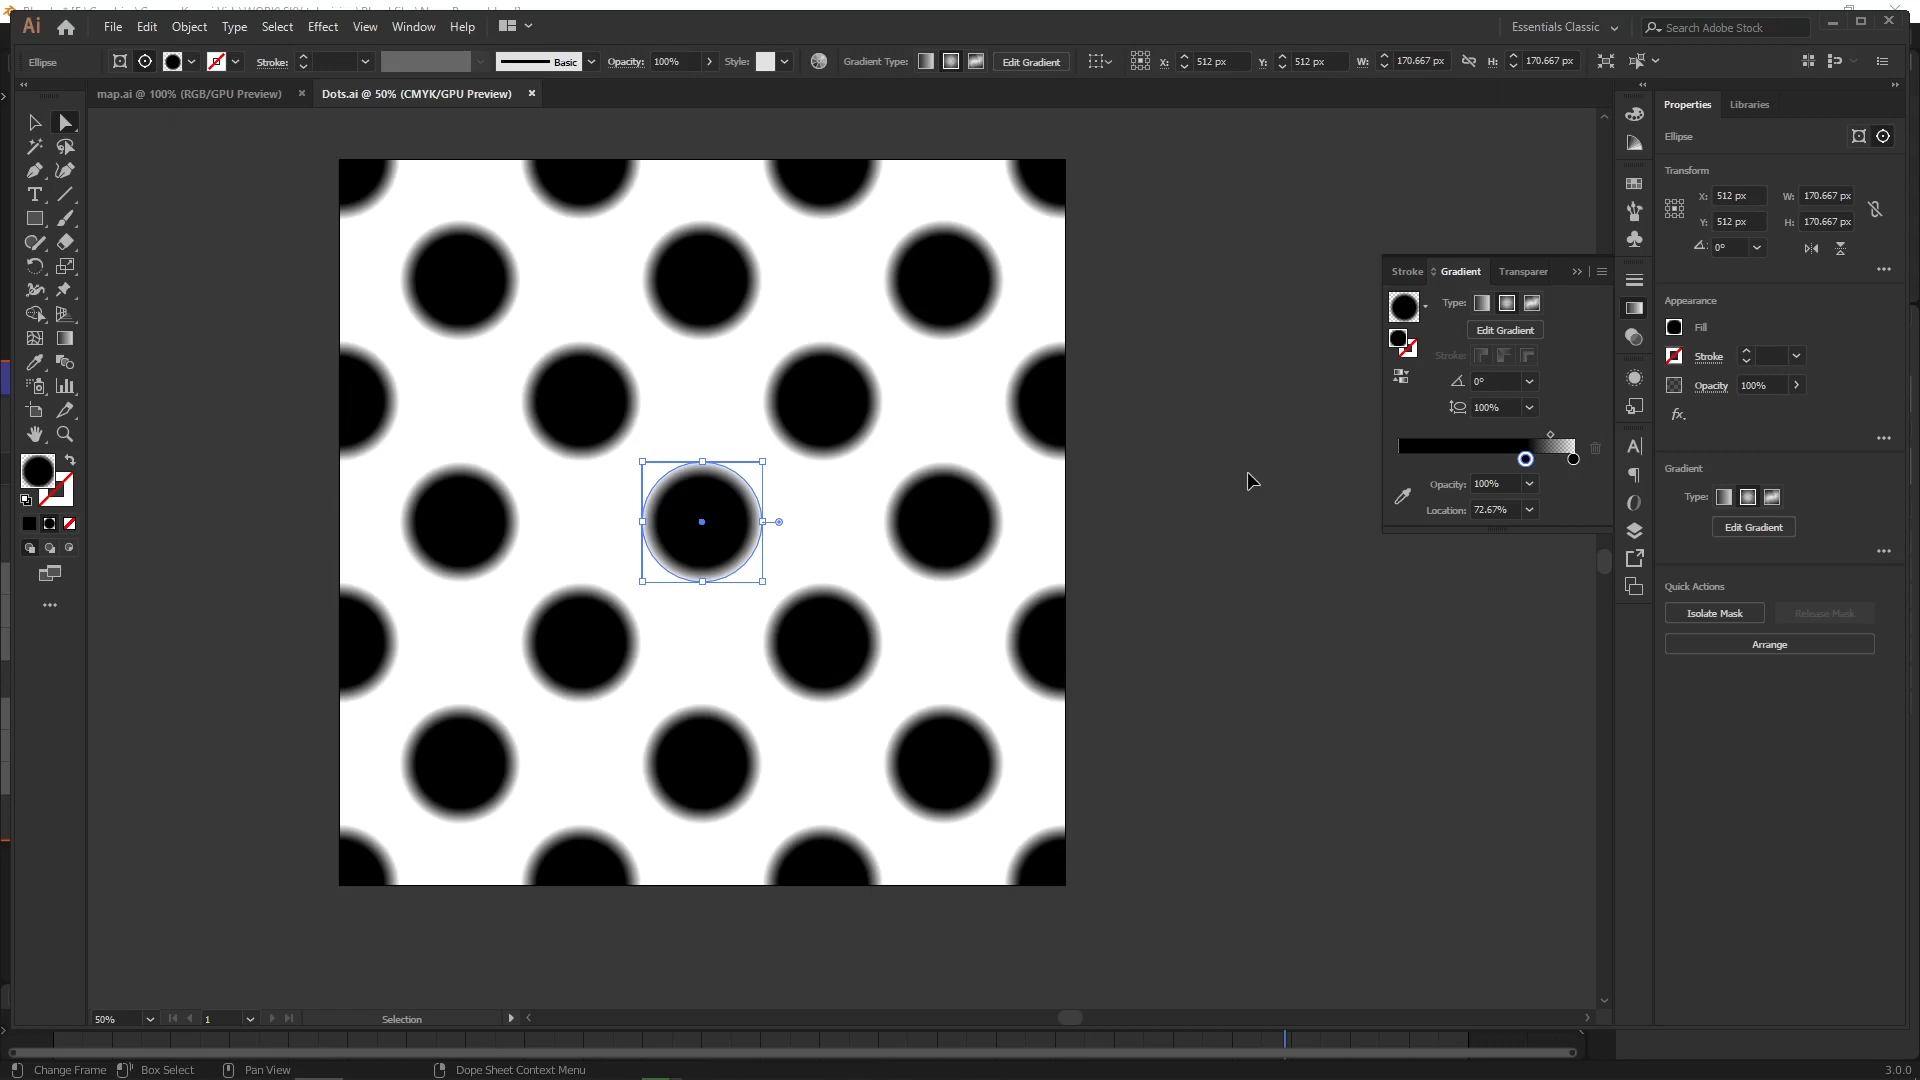 Ai File Edit Object Type Select Effect View Window Help Essentials Classic Search Adobe Stock
Ellipse Stroke: Basic Opacity: 100% Style: Gradient Type: Edit Gradient X: 512 px Y: 512 px W: 170.667 px H: 170.667 px
map.ai @ 100% (RGB/GPU Preview) × Dots.ai @ 50% (CMYK/GPU Preview) ×
Properties Libraries
Ellipse
Transform
X: 512 px W: 170.667 px
Y: 512 px H: 170.667 px
0°
Appearance
Fill
Stroke
Opacity 100%
fx.
Gradient
Type:
Edit Gradient
Quick Actions
Isolate Mask Release Mask
Arrange
Stroke Gradient Transparer
Type:
Edit Gradient
Stroke:
0°
100%
Opacity: 100%
Location: 72.67%
50% 1 Selection
Change Frame Box Select Pan View Dope Sheet Context Menu 3.0.0